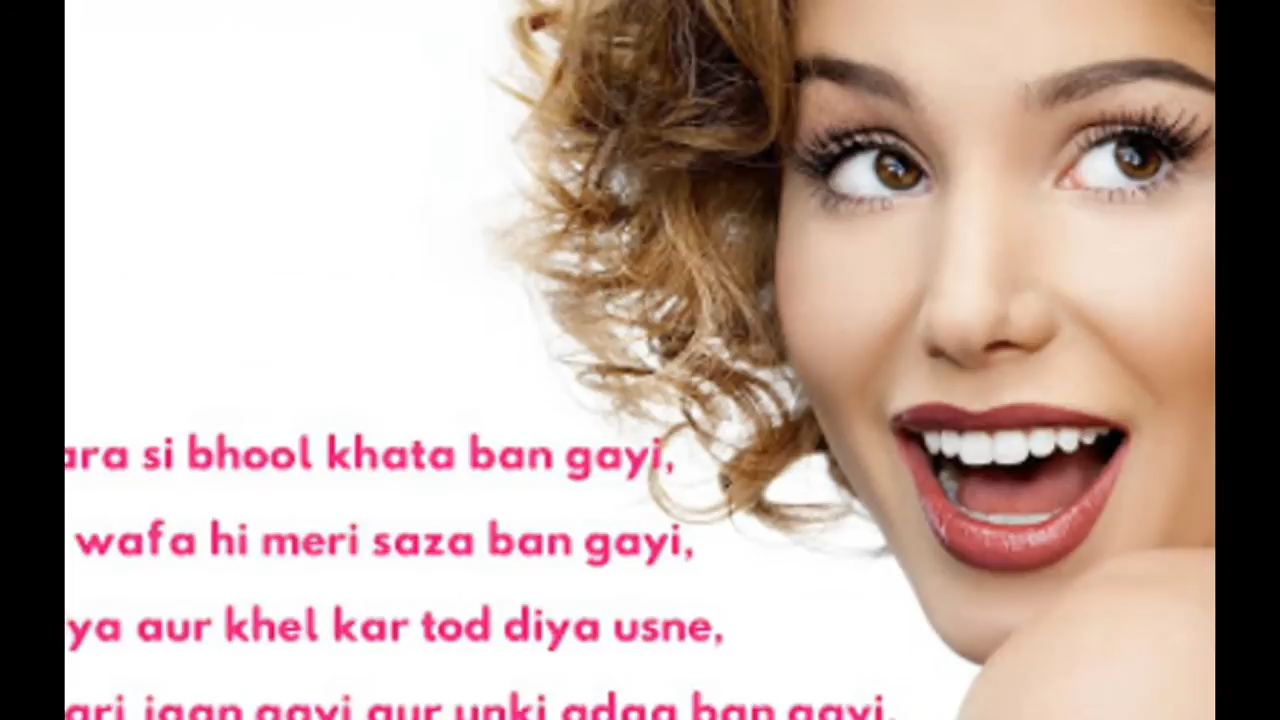 ara si bhool khata ban gayi,
wafa hi meri saza ban gayi,
ya aur khel kar tod diya usne,
ari jaan gayi aur unki adaa ban gayi.